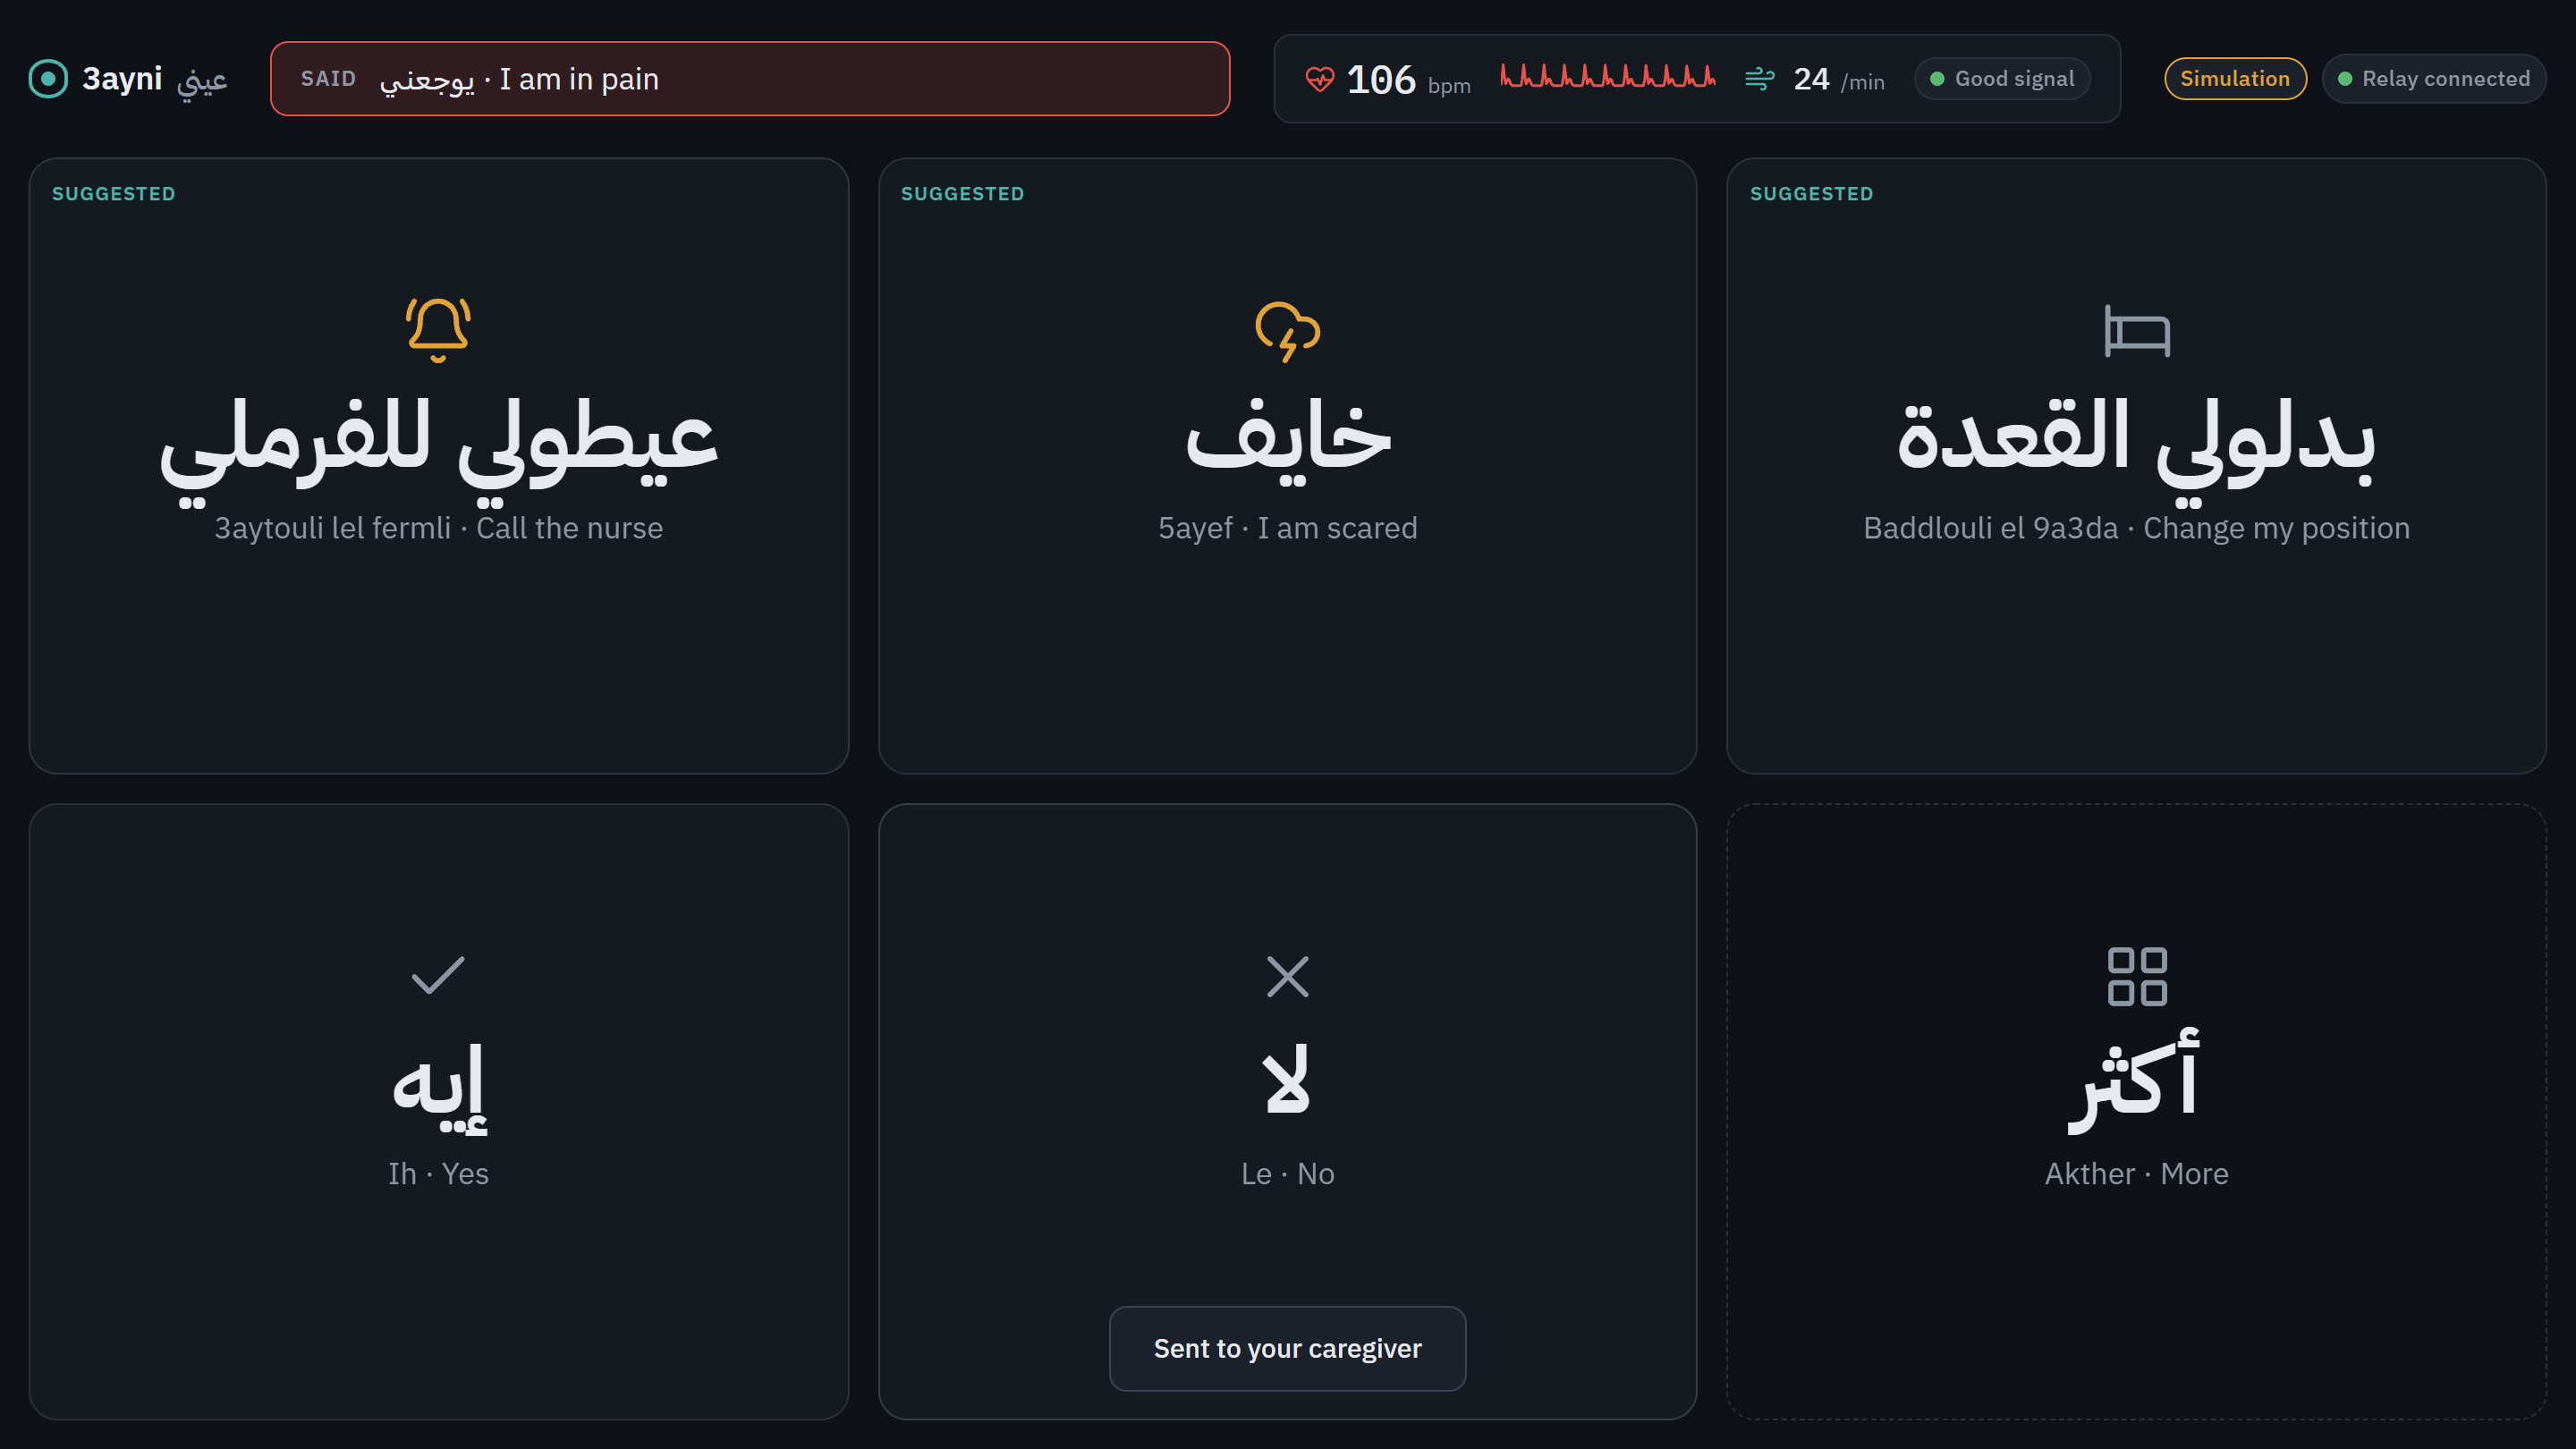 3ayni عيني
SAID يوجعني · I am in pain
106 bpm
24 /min
Good signal
Simulation
Relay connected
SUGGESTED
عيطولي للفرملي
3aytouli lel fermli · Call the nurse
SUGGESTED
خايف
5ayef · I am scared
SUGGESTED
بدلولي القعدة
Baddlouli el 9a3da · Change my position
إيه
Ih · Yes
لا
Le · No
Sent to your caregiver
أكثر
Akther · More